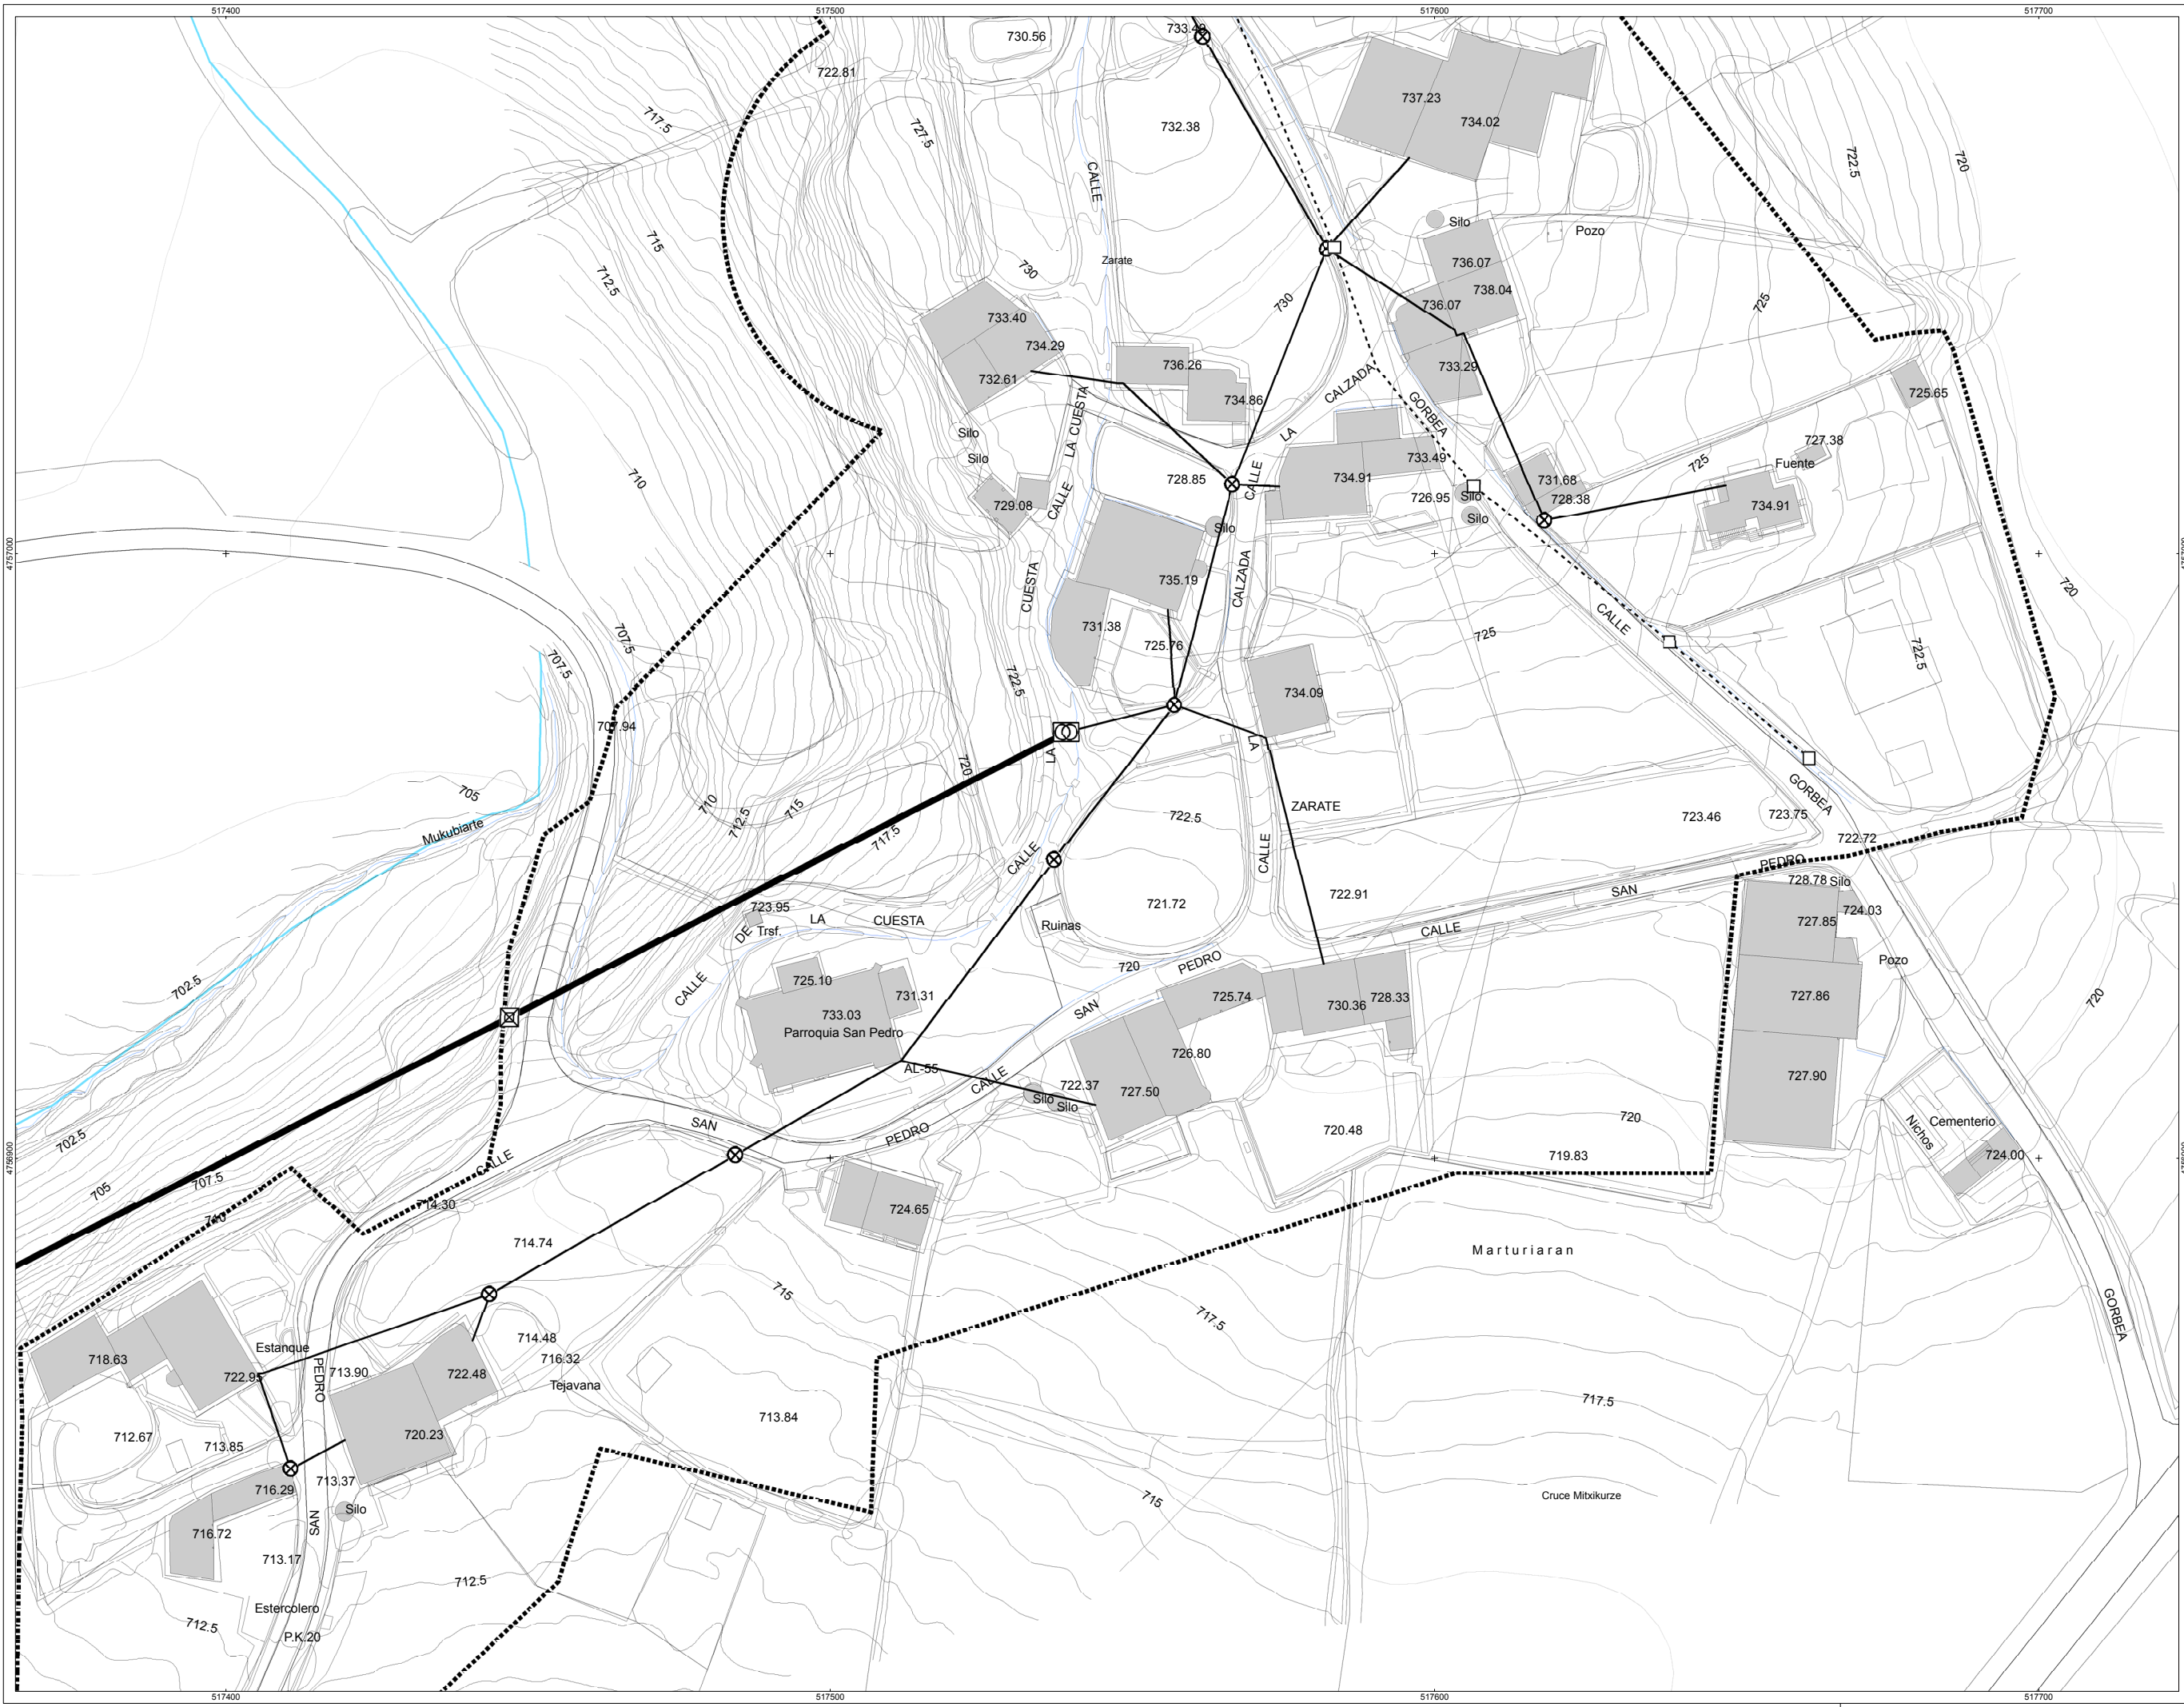 517400
517500
517600
517700
733.49
730.56
722.81
717.5
727.5
732.38
737.23
734.02
722.5
720
CALLE
715
712.5
730
Zarate
730
Silo
Pozo
736.07
738.04
736.07
725
733.40
734.29
732.61
736.26
734.86
733.29
725.65
CALZADA
LA
GORBEA
LA CUESTA
CALLE
Silo
Silo
710
729.08
728.85
CALLE
734.91
733.49
726.95
Silo
Silo
731.68
728.38
725
727.38
Fuente
734.91
Silo
4757000
4757000
735.19
CALZADA
CUESTA
731.38
725.76
725
CALLE
720
722.5
707.5
707.5
722.5
734.09
707.94
LA
LA
720
705
Mukubiarte
710
712.5
715
717.5
722.5
ZARATE
723.46
723.75
GORBEA
722.72
CALLE
CALLE
PEDRO
728.78
Silo
723.95
LA
CUESTA
DE
Trsf.
Ruinas
721.72
722.91
SAN
CALLE
727.85
724.03
702.5
CALLE
725.10
731.31
733.03
Parroquia San Pedro
720
PEDRO
SAN
725.74
730.36
728.33
Pozo
727.86
720
726.80
AL-55
CALLE
722.37
727.50
Silo
Silo
727.90
702.5
SAN
PEDRO
720.48
720
719.83
Nichos
Cementerio
724.00
4756900
4756900
CALLE
705
707.5
710
714.30
714.74
724.65
Marturiaran
715
717.5
GORBEA
718.63
Estanque
722.95
PEDRO
713.90
722.48
714.48
716.32
Tejavana
717.5
712.67
713.85
720.23
713.84
713.37
716.29
Silo
716.72
SAN
713.17
715
Cruce Mitxikurze
712.5
Estercolero
712.5
P.K.20
517400
517500
517600
517700